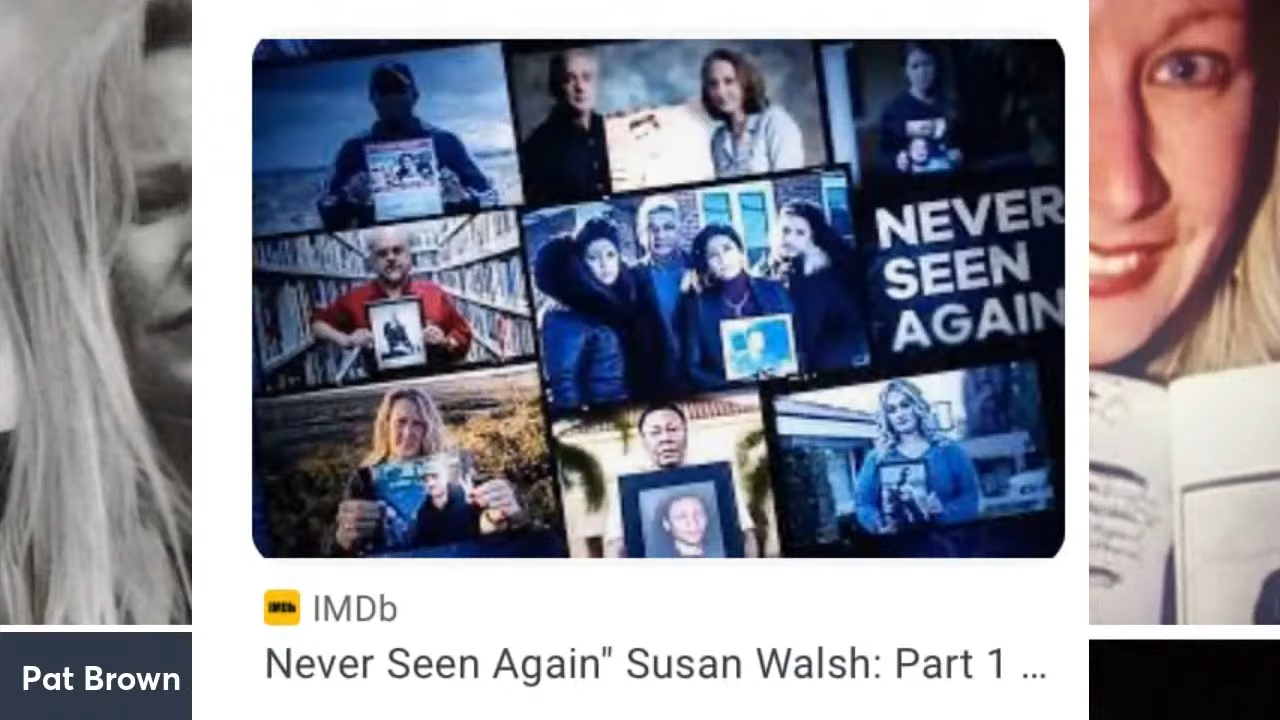 NEVER
SEEN
AGAIN
IMDb
IMDb
Never Seen Again" Susan Walsh: Part 1 ...
Pat Brown